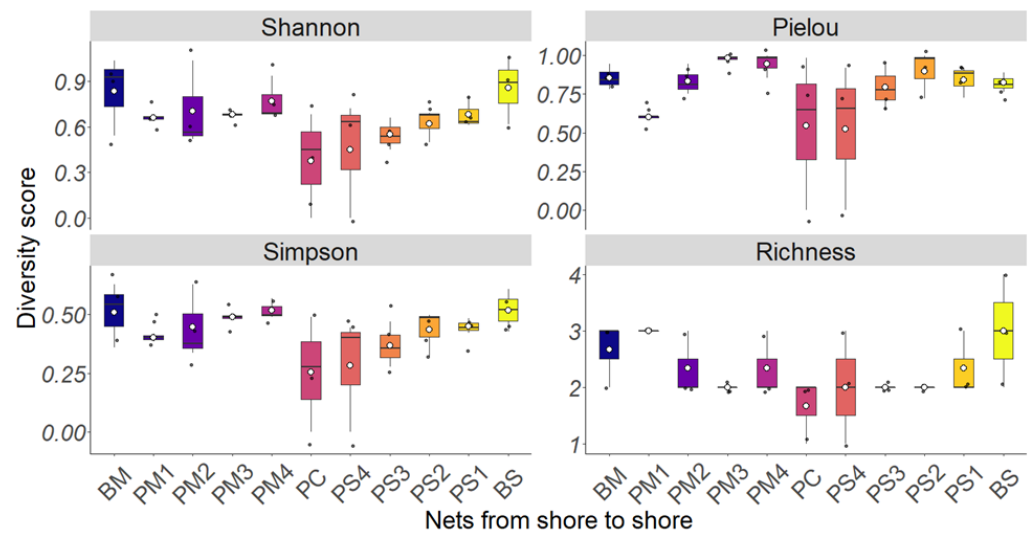 Shannon
Pielou
0.9
0.6
0.3
0.0
1.00
0.75
0.50
0.25
0.00
Simpson
Richness
0.50
0.25
0.00
4
3
2
1
Diversity score
BM PM1 PM2 PM3 PM4 PC PS4 PS3 PS2 PS1 BS
BM PM1 PM2 PM3 PM4 PC PS4 PS3 PS2 PS1 BS
Nets from shore to shore